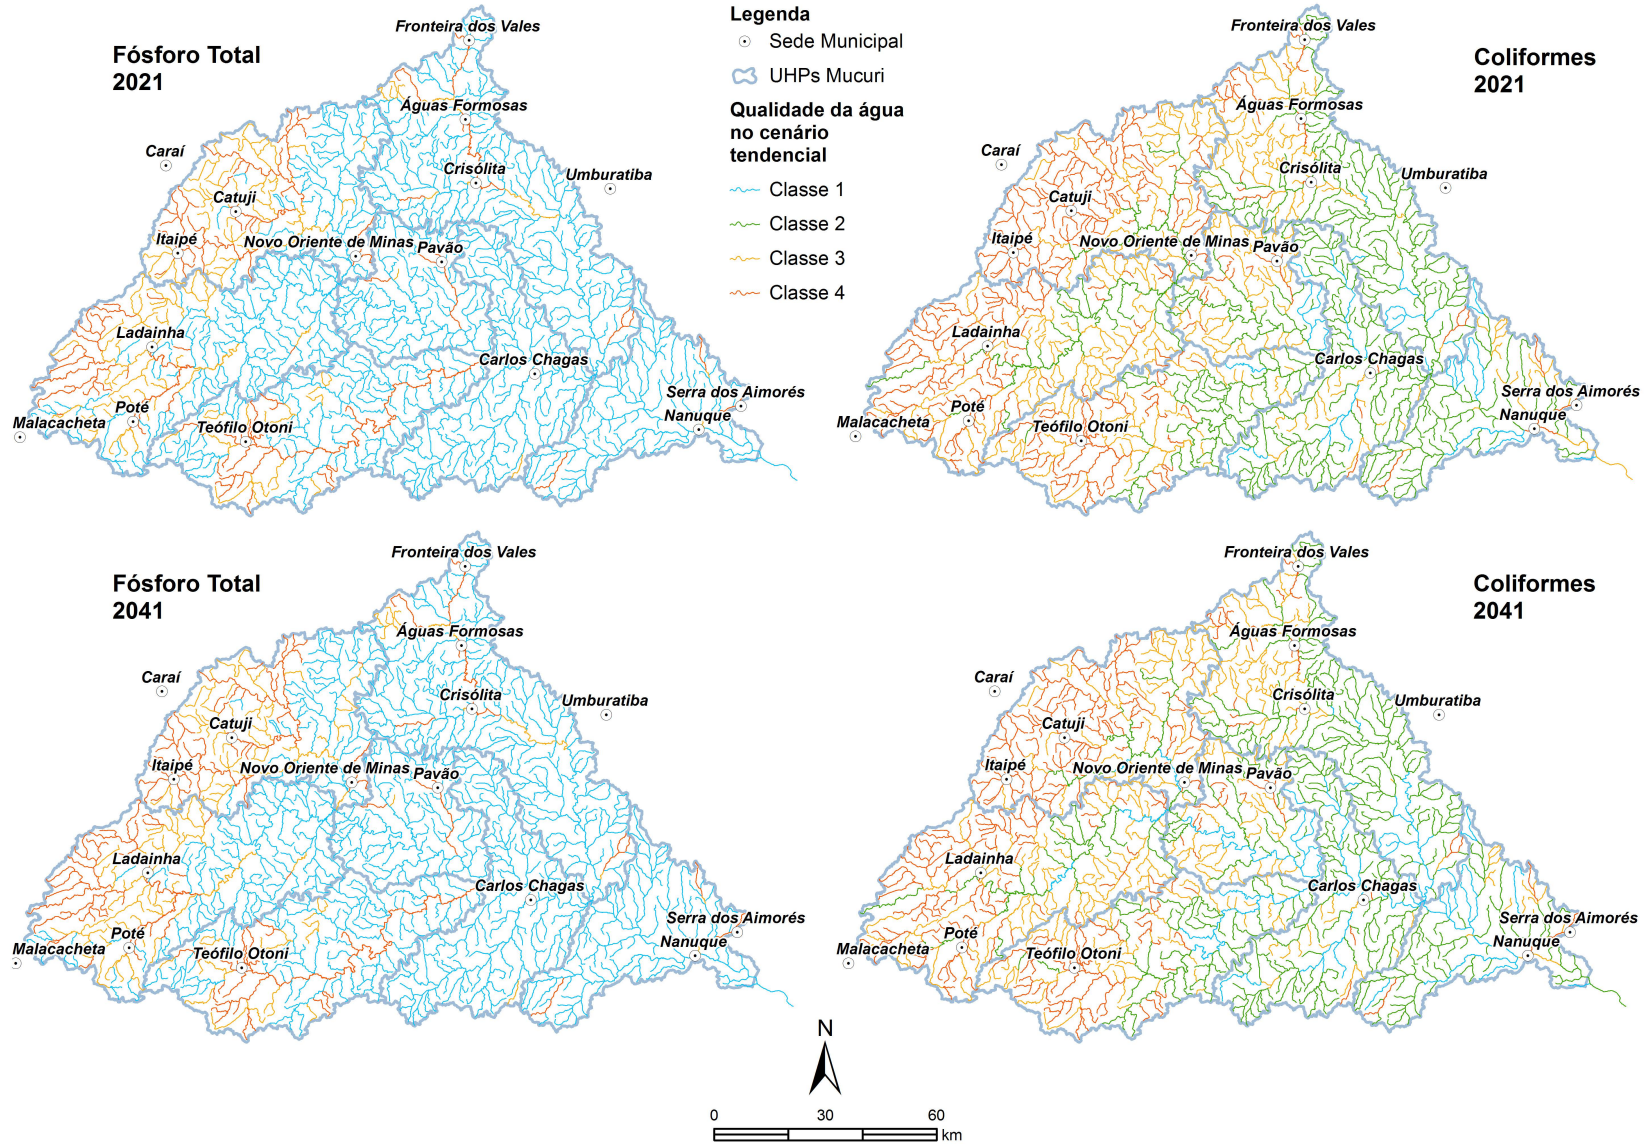 Fósforo Total
2021
Fronteira dos Vales
Águas Formosas
Caraí
Crisólita
Umburatiba
Catuji
Itaipé
Novo Oriente de Minas
Pavão
Ladainha
Carlos Chagas
Serra dos Aimorés
Poté
Nanuque
Malacacheta
Teófilo Otoni
Legenda
Sede Municipal
UHPs Mucuri
Qualidade da água
no cenário
tendencial
Classe 1
Classe 2
Classe 3
Classe 4
Coliformes
2021
Fronteira dos Vales
Águas Formosas
Caraí
Crisólita
Umburatiba
Catuji
Itaipé
Novo Oriente de Minas
Pavão
Ladainha
Carlos Chagas
Serra dos Aimorés
Poté
Nanuque
Malacacheta
Teófilo Otoni
Fósforo Total
2041
Fronteira dos Vales
Águas Formosas
Caraí
Crisólita
Umburatiba
Catuji
Itaipé
Novo Oriente de Minas
Pavão
Ladainha
Carlos Chagas
Serra dos Aimorés
Poté
Nanuque
Malacacheta
Teófilo Otoni
Coliformes
2041
Fronteira dos Vales
Águas Formosas
Caraí
Crisólita
Umburatiba
Catuji
Itaipé
Novo Oriente de Minas
Pavão
Ladainha
Carlos Chagas
Serra dos Aimorés
Poté
Nanuque
Malacacheta
Teófilo Otoni
N
0 30 60
km